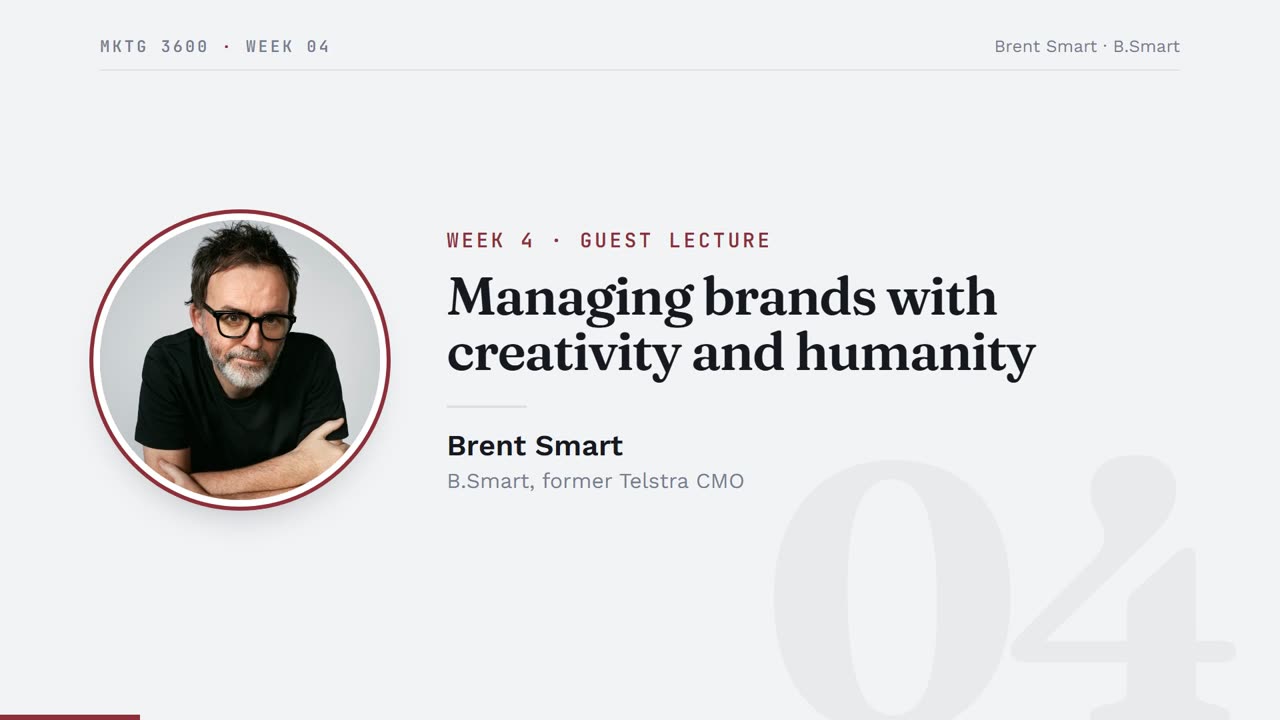 MKTG 3600 · WEEK 04
Brent Smart · B.Smart
WEEK 4 · GUEST LECTURE
Managing brands with
creativity and humanity
Brent Smart
B.Smart, former Telstra CMO
04